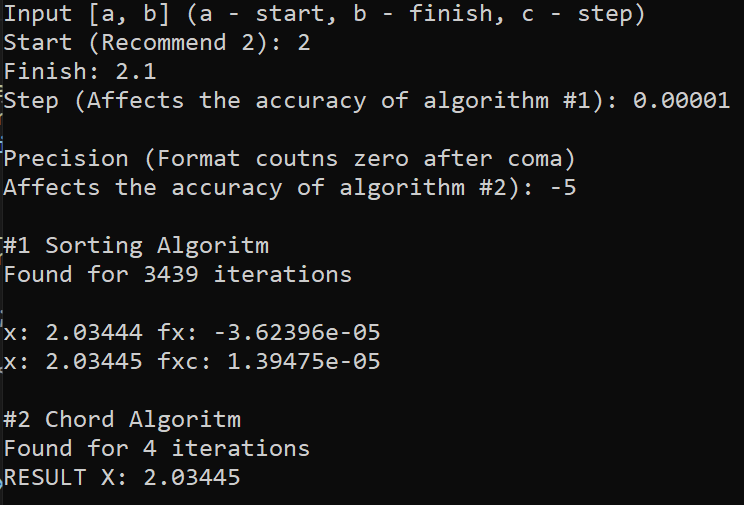 Input [a, b] (a - start, b - finish, c - step)
Start (Recommend 2): 2
Finish: 2.1
Step (Affects the accuracy of algorithm #1): 0.00001
Precision (Format coutns zero after coma)
Affects the accuracy of algorithm #2): -5
#1 Sorting Algoritm
Found for 3439 iterations
x: 2.03444 fx: -3.62396e-05
x: 2.03445 fxc: 1.39475e-05
#2 Chord Algoritm
Found for 4 iterations
RESULT X: 2.03445